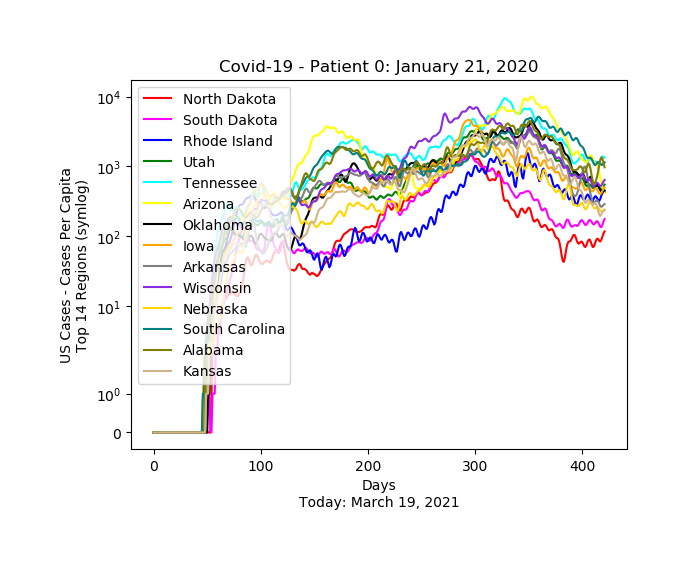 Covid-19 - Patient 0: January 21, 2020
US Cases - Cases Per Capita
Top 14 Regions (symlog)
10^4
10^3
10^2
10^1
10^0
0
North Dakota
South Dakota
Rhode Island
Utah
Tennessee
Arizona
Oklahoma
Iowa
Arkansas
Wisconsin
Nebraska
South Carolina
Alabama
Kansas
0 100 200 300 400
Days
Today: March 19, 2021